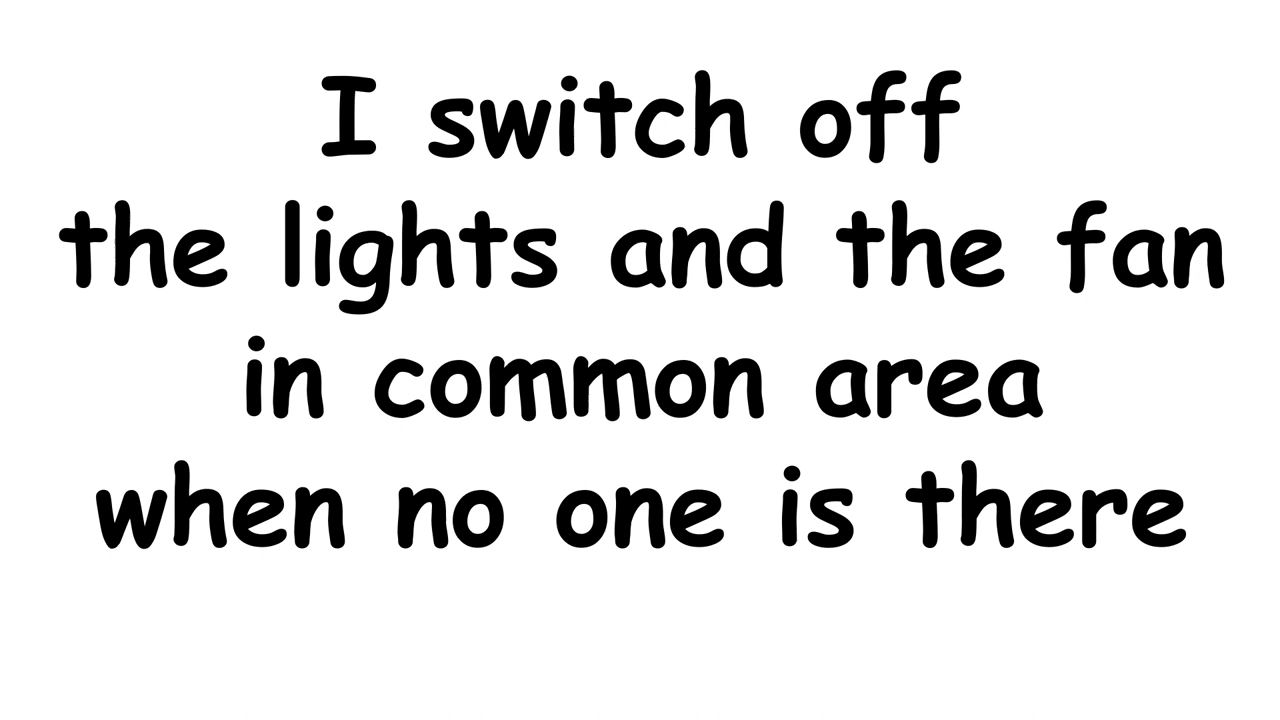 I switch off
the lights and the fan
in common area
when no one is there